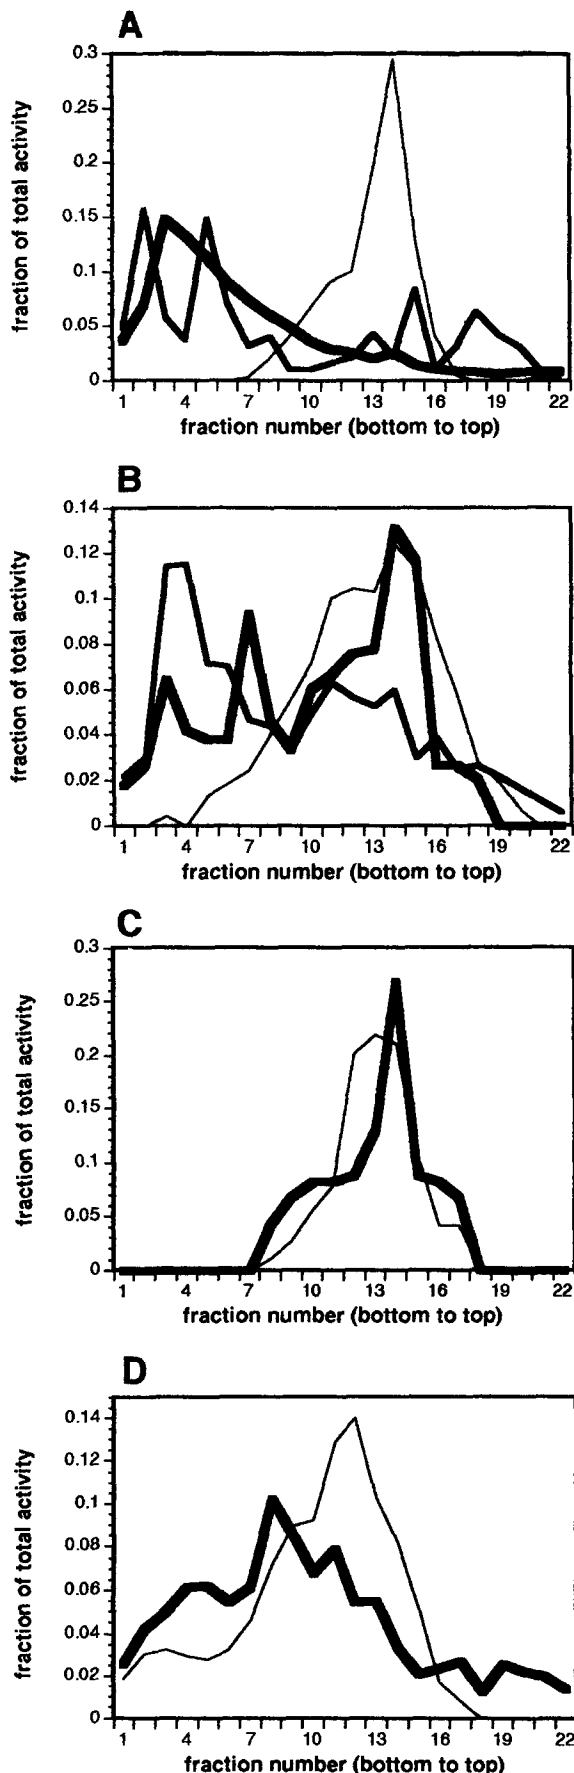 A
fraction of total activity
0.3
0.25
0.2
0.15
0.1
0.05
0
1 4 7 10 13 16 19 22
fraction number (bottom to top)
B
fraction of total activity
0.14
0.12
0.1
0.08
0.06
0.04
0.02
0
1 4 7 10 13 16 19 22
fraction number (bottom to top)
C
fraction of total activity
0.3
0.25
0.2
0.15
0.1
0.05
0
1 4 7 10 13 16 19 22
fraction number (bottom to top)
D
fraction of total activity
0.14
0.12
0.1
0.08
0.06
0.04
0.02
0
1 4 7 10 13 16 19 22
fraction number (bottom to top)